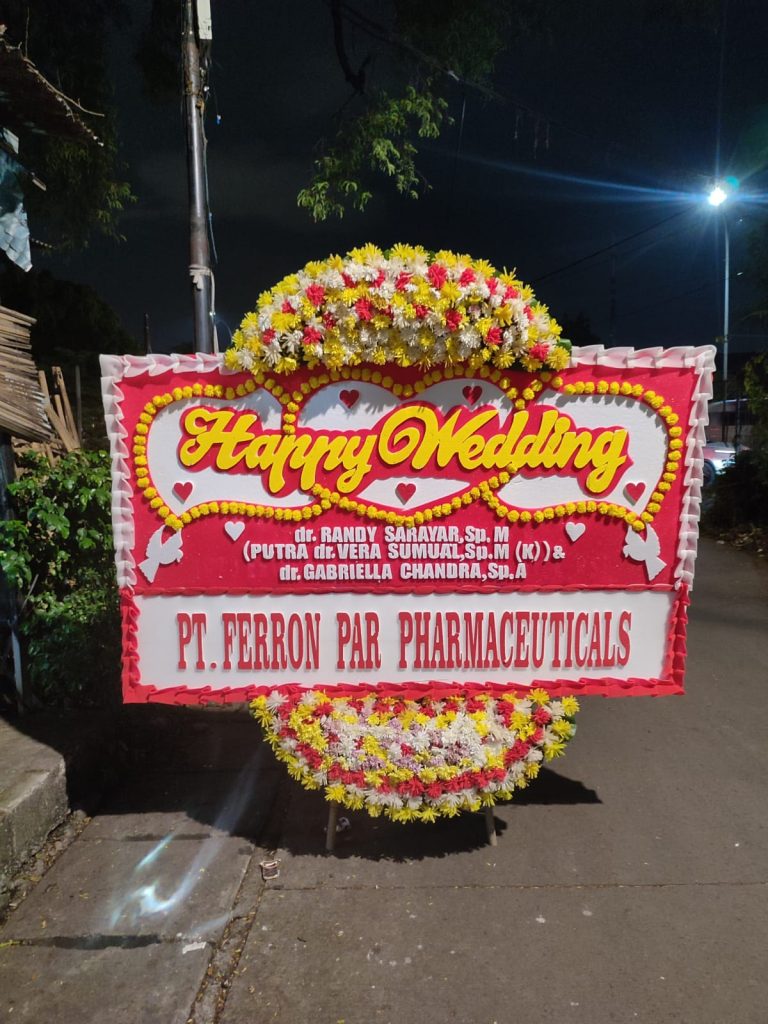 Happy Wedding
dr. RANDY SARAYAR,Sp.M
(PUTRA dr.VERA SUMUAL,Sp.M (K)) &
dr.GABRIELLA CHANDRA,Sp.A
PT. FERRON PAR PHARMACEUTICALS